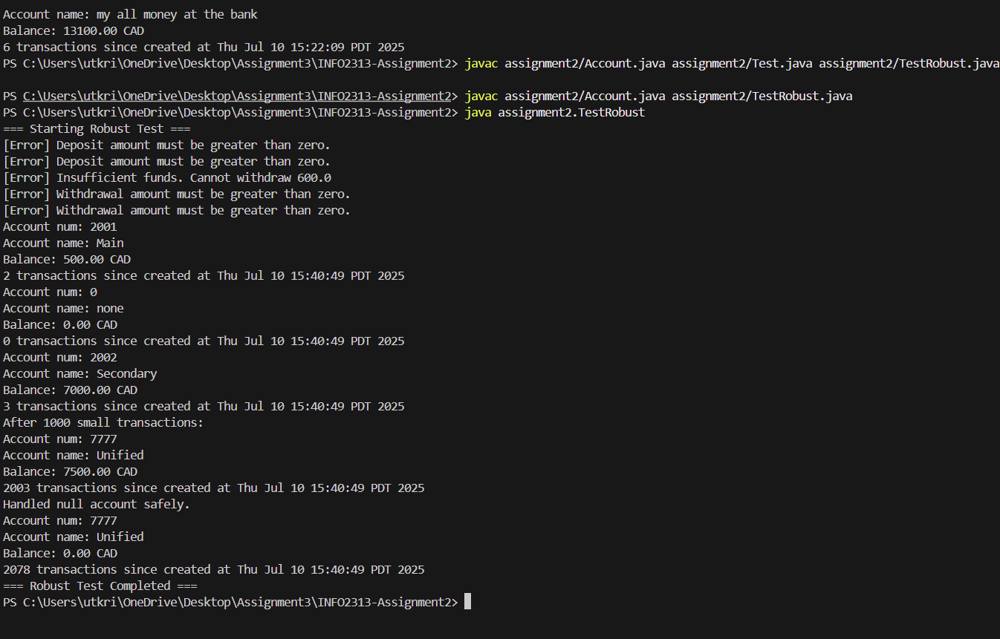 Account name: my all money at the bank
Balance: 13100.00 CAD
6 transactions since created at Thu Jul 10 15:22:09 PDT 2025
PS C:\Users\utkri\OneDrive\Desktop\Assignment3\INFO2313-Assignment2> javac assignment2/Account.java assignment2/Test.java assignment2/TestRobust.java
PS C:\Users\utkri\OneDrive\Desktop\Assignment3\INFO2313-Assignment2> javac assignment2/Account.java assignment2/TestRobust.java
PS C:\Users\utkri\OneDrive\Desktop\Assignment3\INFO2313-Assignment2> java assignment2.TestRobust
=== Starting Robust Test ===
[Error] Deposit amount must be greater than zero.
[Error] Deposit amount must be greater than zero.
[Error] Insufficient funds. Cannot withdraw 600.0
[Error] Withdrawal amount must be greater than zero.
[Error] Withdrawal amount must be greater than zero.
Account num: 2001
Account name: Main
Balance: 500.00 CAD
2 transactions since created at Thu Jul 10 15:40:49 PDT 2025
Account num: 0
Account name: none
Balance: 0.00 CAD
0 transactions since created at Thu Jul 10 15:40:49 PDT 2025
Account num: 2002
Account name: Secondary
Balance: 7000.00 CAD
3 transactions since created at Thu Jul 10 15:40:49 PDT 2025
After 1000 small transactions:
Account num: 7777
Account name: Unified
Balance: 7500.00 CAD
2003 transactions since created at Thu Jul 10 15:40:49 PDT 2025
Handled null account safely.
Account num: 7777
Account name: Unified
Balance: 0.00 CAD
2078 transactions since created at Thu Jul 10 15:40:49 PDT 2025
=== Robust Test Completed ===
PS C:\Users\utkri\OneDrive\Desktop\Assignment3\INFO2313-Assignment2>